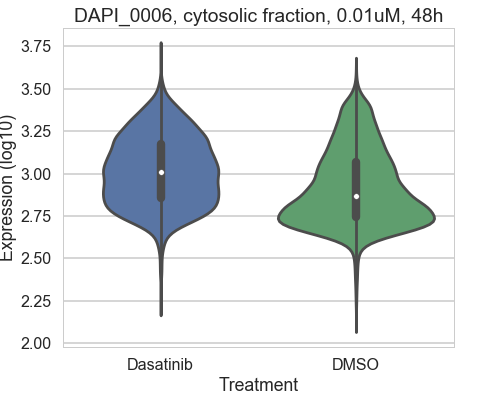 DAPI_0006, cytosolic fraction, 0.01uM, 48h
Expression (log10)
3.75
3.50
3.25
3.00
2.75
2.50
2.25
2.00
Dasatinib
DMSO
Treatment